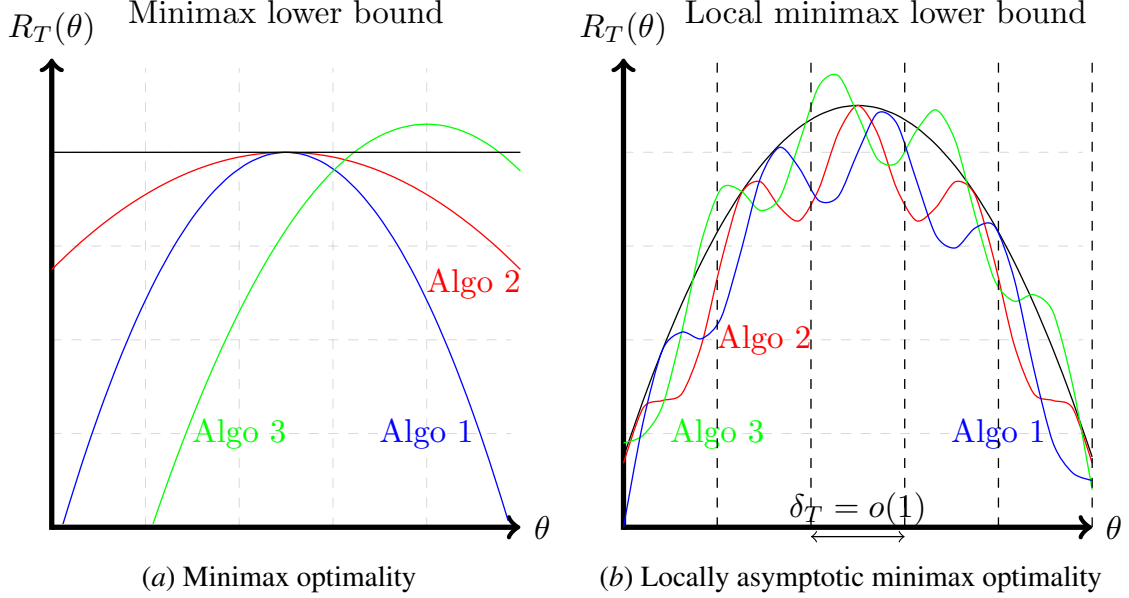 Minimax lower bound
R_T(θ)
Algo 2
Algo 3
Algo 1
θ
(a) Minimax optimality
Local minimax lower bound
R_T(θ)
Algo 2
Algo 3
Algo 1
δ_T = o(1)
θ
(b) Locally asymptotic minimax optimality